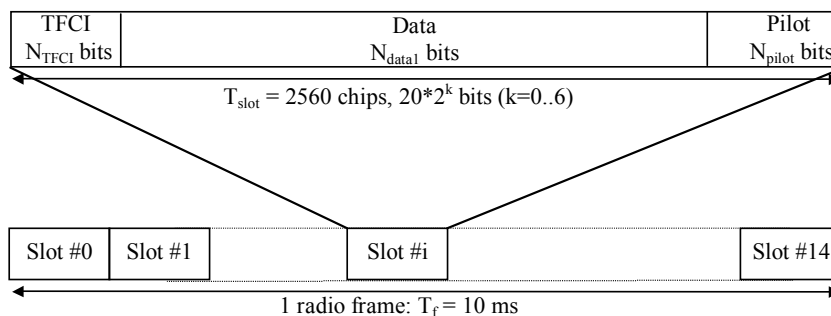 TFCI Data Pilot
N_TFCI bits N_data1 bits N_pilot bits
T_slot = 2560 chips, 20*2^k bits (k=0..6)
Slot #0 Slot #1 Slot #i Slot #14
1 radio frame: T_f = 10 ms